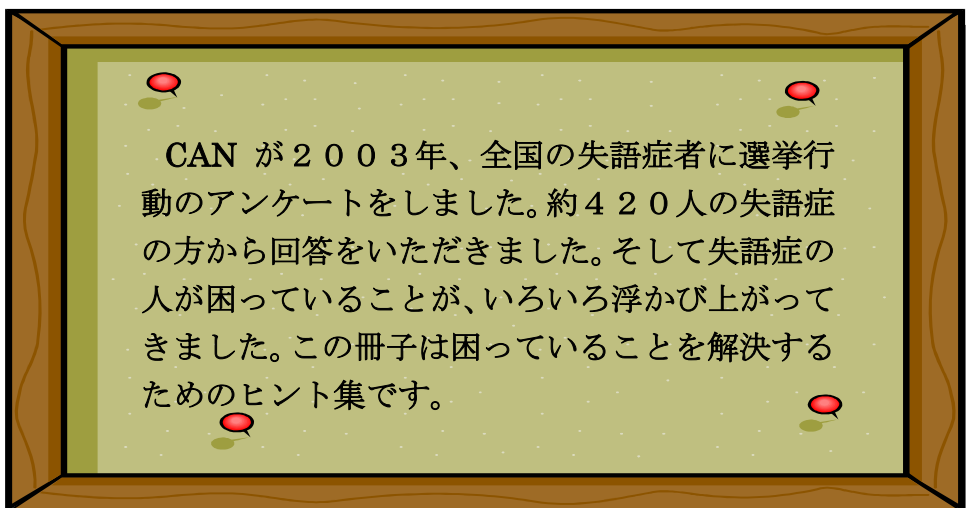 CAN が２００３年、全国の失語症者に選挙行
動のアンケートをしました。約４２０人の失語症
の方から回答をいただきました。そして失語症の
人が困っていることが、いろいろ浮かび上がって
きました。この冊子は困っていることを解決する
ためのヒント集です。